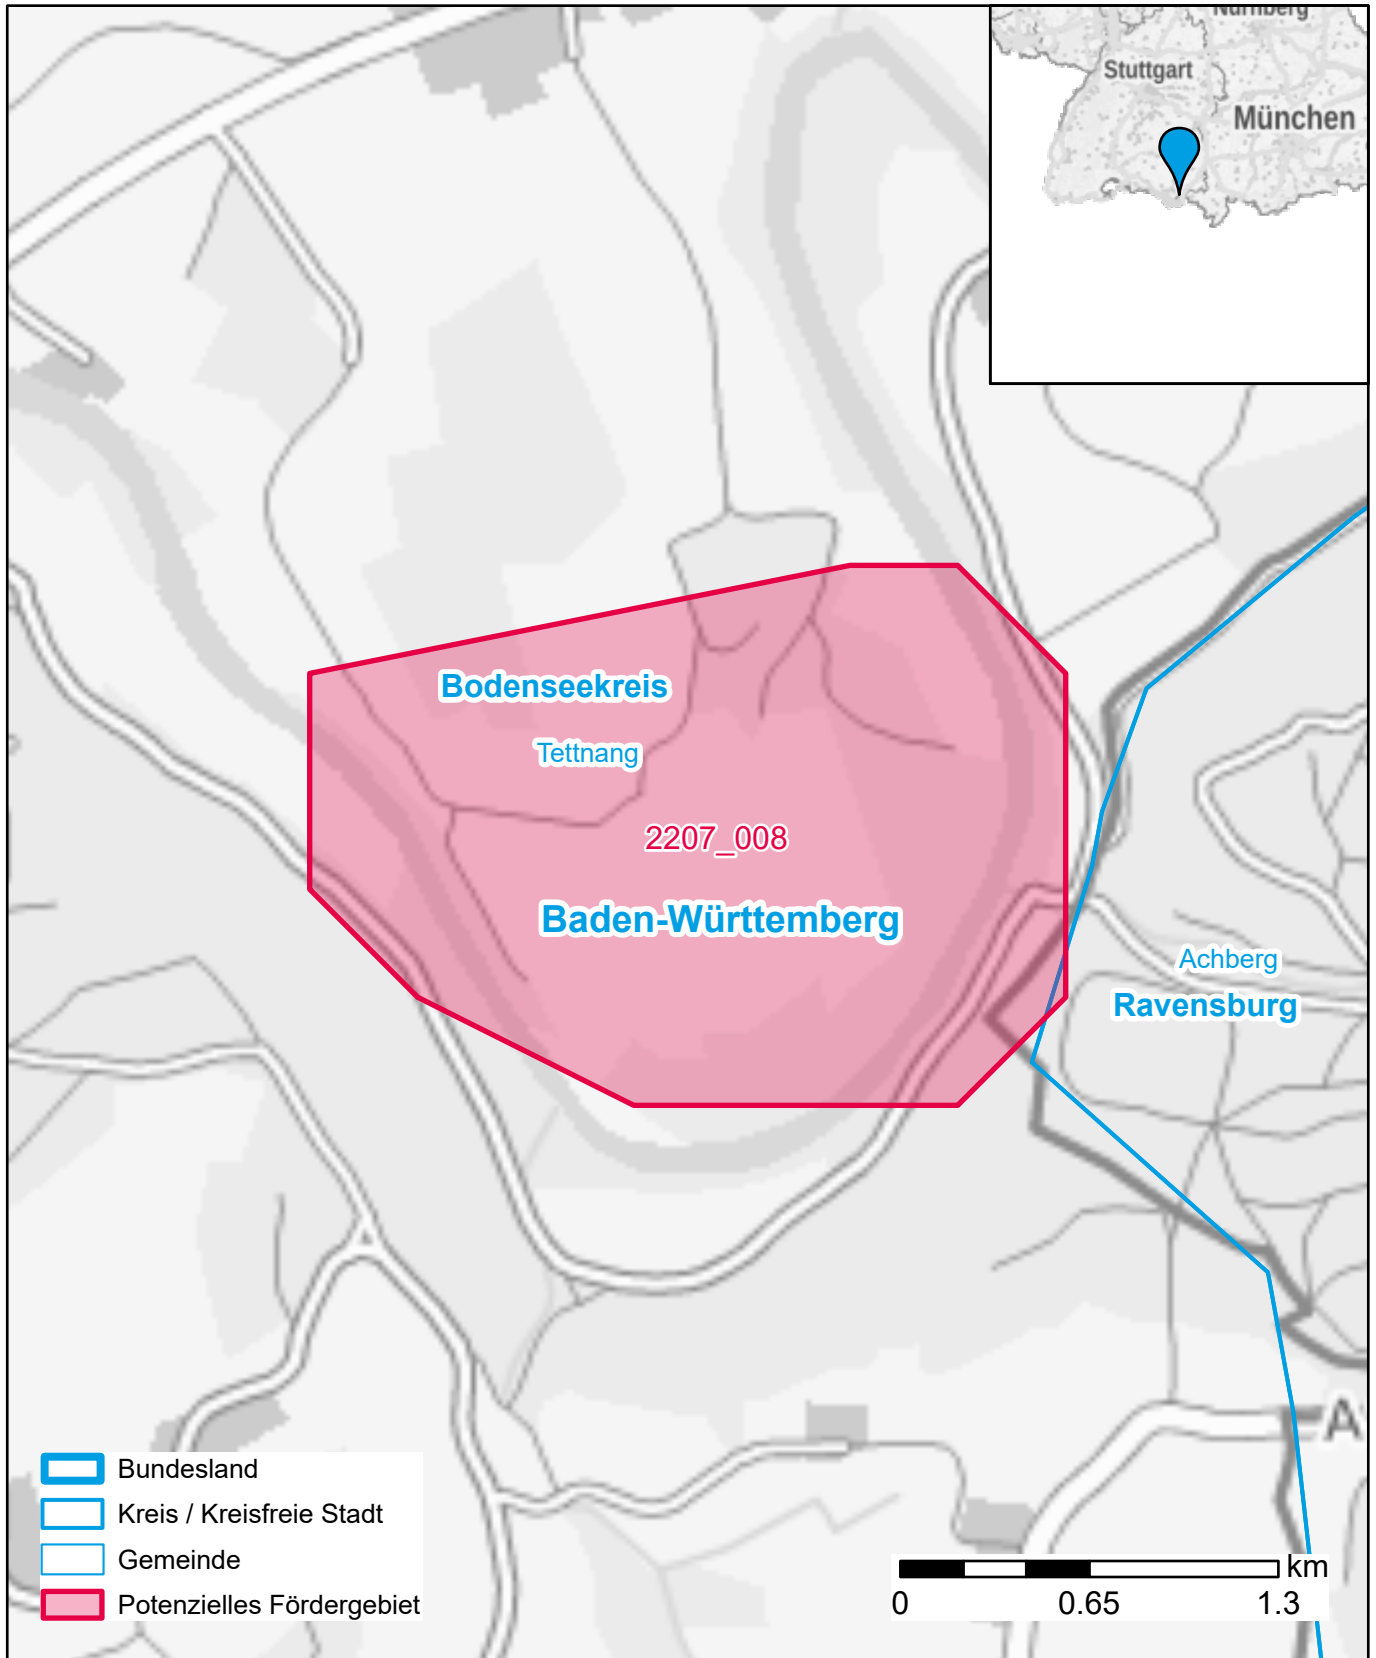 Nürnberg
Stuttgart
München
Bodenseekreis
Tettnang
2207_008
Baden-Württemberg
Achberg
Ravensburg
Bundesland
Kreis / Kreisfreie Stadt
Gemeinde
Potenzielles Fördergebiet
km
0 0.65 1.3